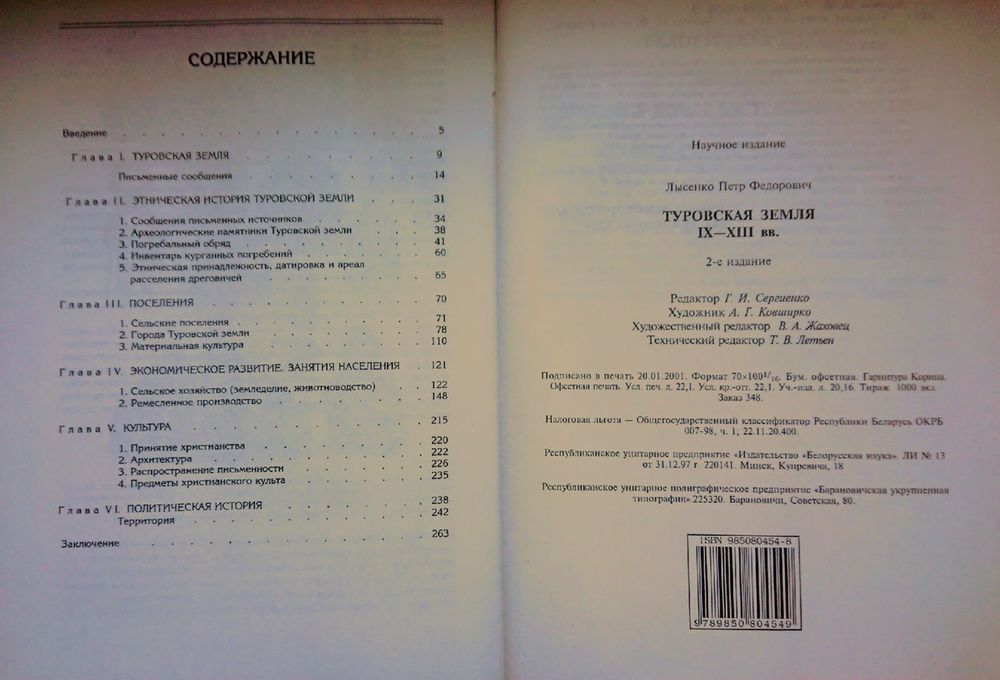 СОДЕРЖАНИЕ
Введение . . . . . . . . . . . . . . . 5
Глава I. ТУРОВСКАЯ ЗЕМЛЯ . . . . . . . . . 9
Письменные сообщения . . . . . . . . . 14
Глава II. ЭТНИЧЕСКАЯ ИСТОРИЯ ТУРОВСКОЙ ЗЕМЛИ . . . 31
1. Сообщения письменных источников . . . . . . 34
2. Археологические памятники Туровской земли . . . . 38
3. Погребальный обряд . . . . . . . . . 41
4. Инвентарь курганных погребений . . . . . . 60
5. Этническая принадлежность, датировка и ареал
расселения дреговичей . . . . . . . . 65
Глава III. ПОСЕЛЕНИЯ . . . . . . . . . . 70
1. Сельские поселения . . . . . . . . . 71
2. Города Туровской земли . . . . . . . . 78
3. Материальная культура . . . . . . . . 110
Глава IV. ЭКОНОМИЧЕСКОЕ РАЗВИТИЕ. ЗАНЯТИЯ НАСЕЛЕНИЯ . 121
1. Сельское хозяйство (земледелие, животноводство) . . 122
2. Ремесленное производство . . . . . . . 148
Глава V. КУЛЬТУРА . . . . . . . . . . . 215
1. Принятие христианства . . . . . . . . 220
2. Архитектура . . . . . . . . . . 222
3. Распространение письменности . . . . . . 226
4. Предметы христианского культа . . . . . . 235
Глава VI. ПОЛИТИЧЕСКАЯ ИСТОРИЯ . . . . . . 238
Территория . . . . . . . . . . 242
Заключение . . . . . . . . . . . . 263
Научное издание
Лысенко Петр Федорович
ТУРОВСКАЯ ЗЕМЛЯ
IX—XIII вв.
2-е издание
Редактор Г. И. Сергиенко
Художник А. Г. Ковширко
Художественный редактор В. А. Жаховец
Технический редактор Т. В. Летьен
Подписано в печать 20.01.2001. Формат 70×100¹/₁₆. Бум. офсетная. Гарнитура Корина.
Офсетная печать. Усл. печ. л. 22,1. Усл. кр.-отт. 22,1. Уч.-изд. л. 20,16. Тираж 1000 экз.
Заказ 348.
Налоговая льгота — Общегосударственный классификатор Республики Беларусь ОКРБ
007-98, ч. 1; 22.11.20.400.
Республиканское унитарное предприятие «Издательство «Белорусская наука». ЛИ № 13
от 31.12.97 г. 220141. Минск, Купревича, 18
Республиканское унитарное полиграфическое предприятие «Барановичская укрупненная
типография».225320. Барановичи, Советская, 80.
ISBN 985080454-8
9789850804549